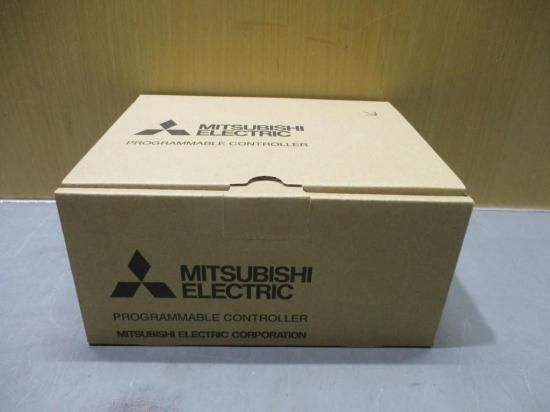 MITSUBISHI
ELECTRIC
PROGRAMMABLE CONTROLLER
MITSUBISHI
ELECTRIC
PROGRAMMABLE CONTROLLER
MITSUBISHI ELECTRIC CORPORATION